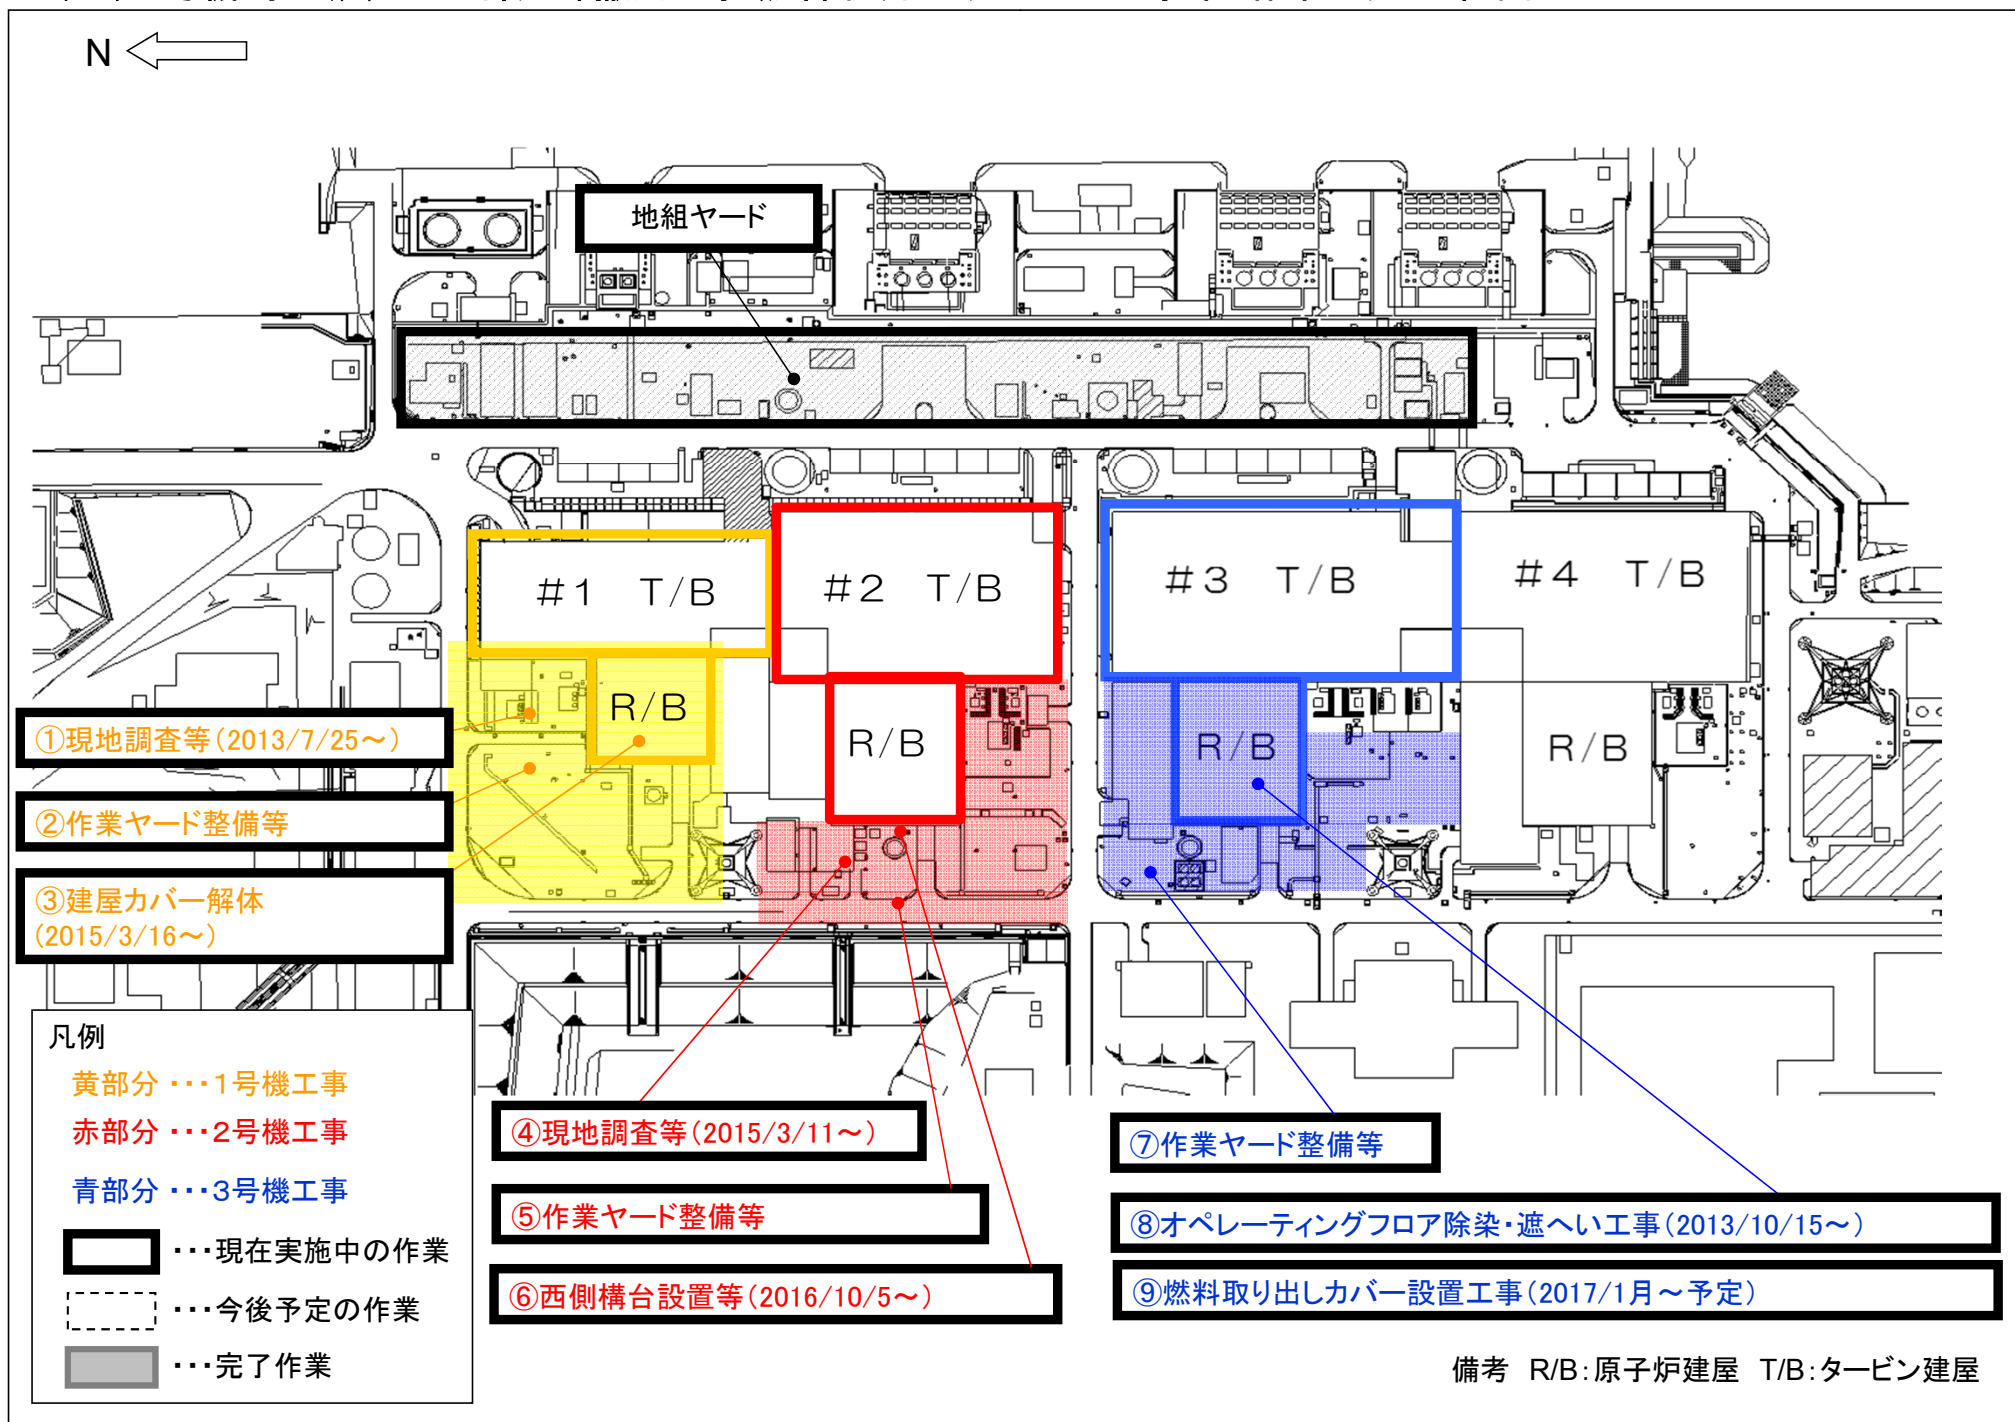 N
地組ヤード
#1 T/B
#2 T/B
#3 T/B
#4 T/B
R/B
R/B
R/B
R/B
①現地調査等(2013/7/25～)
②作業ヤード整備等
③建屋カバー解体
(2015/3/16～)
凡例
黄部分 ･･･1号機工事
赤部分 ･･･2号機工事
青部分 ･･･3号機工事
･･･現在実施中の作業
･･･今後予定の作業
･･･完了作業
④現地調査等(2015/3/11～)
⑤作業ヤード整備等
⑥西側構台設置等(2016/10/5～)
⑦作業ヤード整備等
⑧オペレーティングフロア除染･遮へい工事(2013/10/15～)
⑨燃料取り出しカバー設置工事(2017/1月～予定)
備考 R/B:原子炉建屋 T/B:タービン建屋